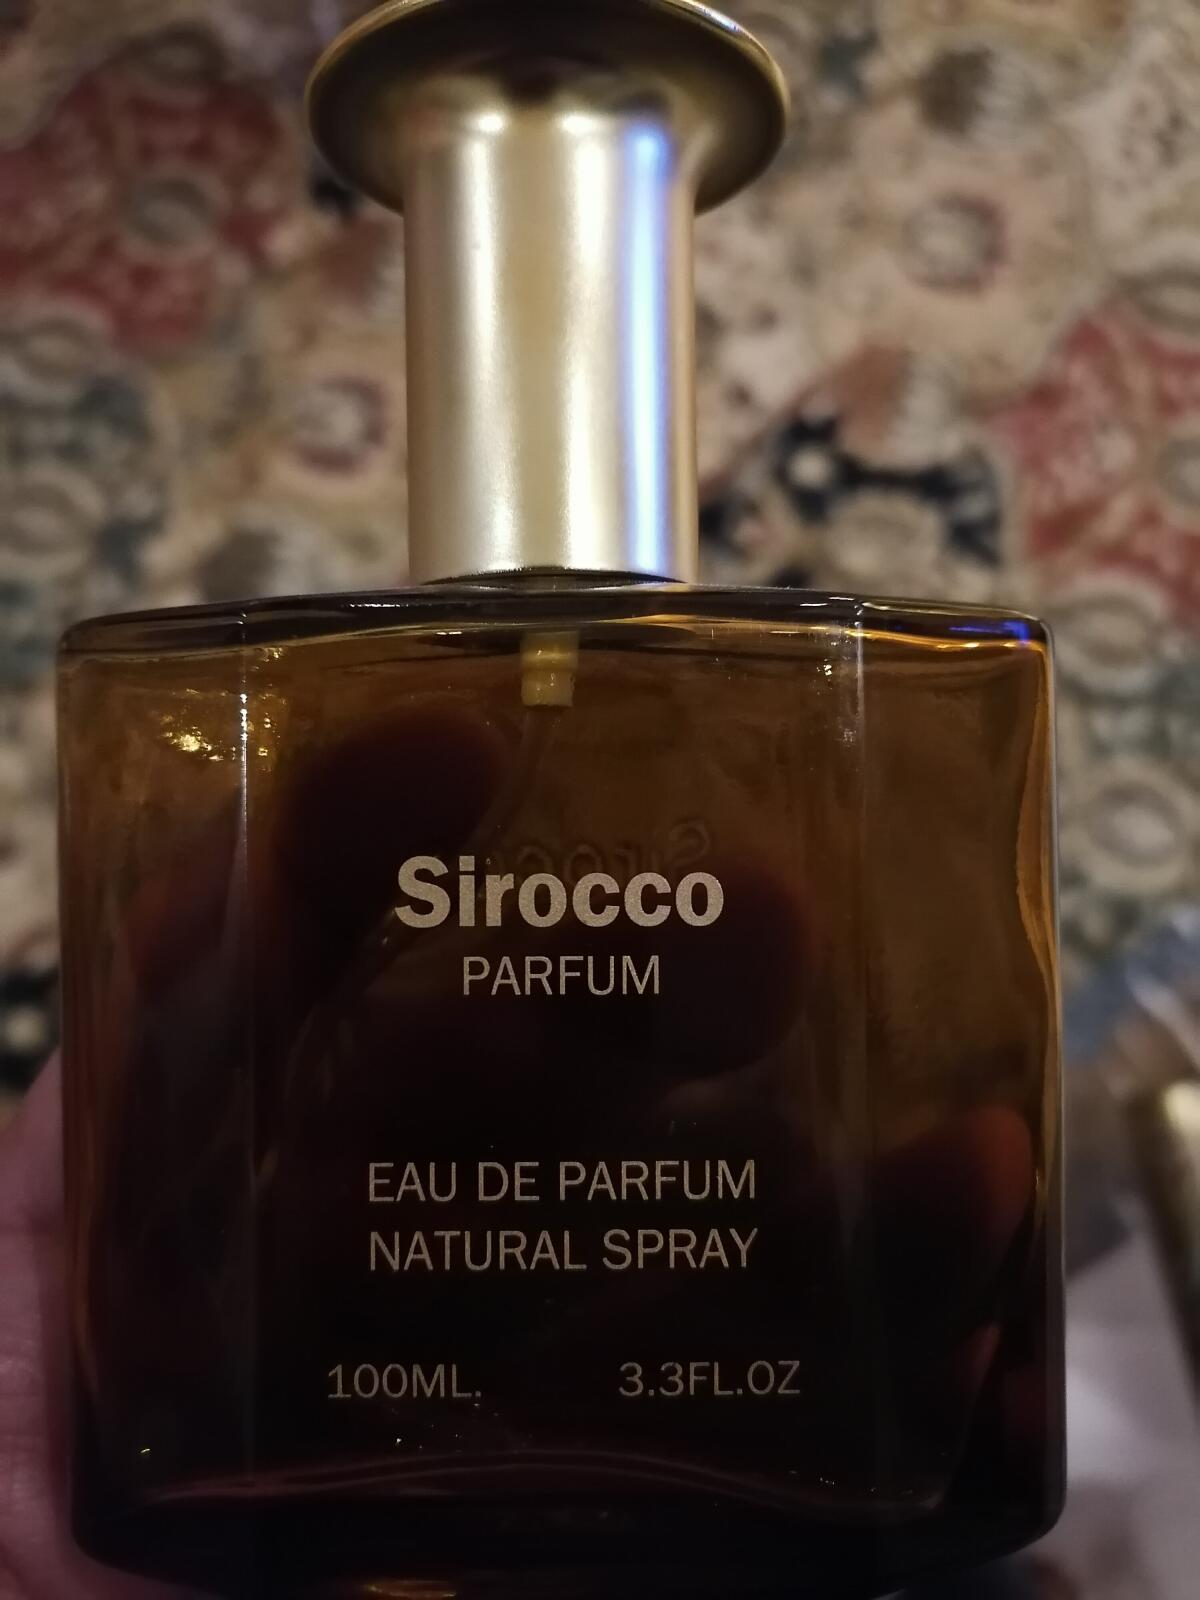 Sirocco
PARFUM
EAU DE PARFUM
NATURAL SPRAY
100ML. 3.3FL.OZ